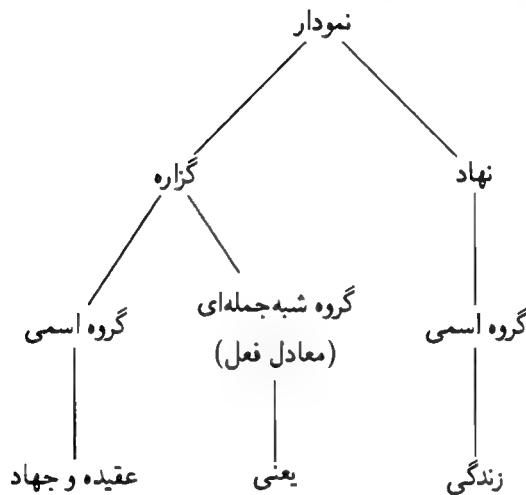 نمودار
نهاد
گزاره
گروه اسمی
گروه شبه‌جمله‌ای
(معادل فعل)
گروه اسمی
زندگی
یعنی
عقیده و جهاد